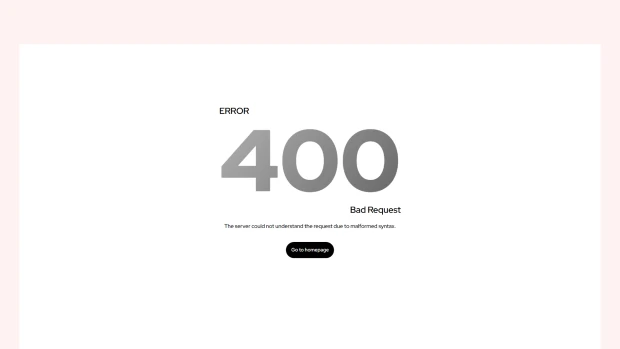 ERROR
400
Bad Request
The server could not understand the request due to malformed syntax.
Go to homepage